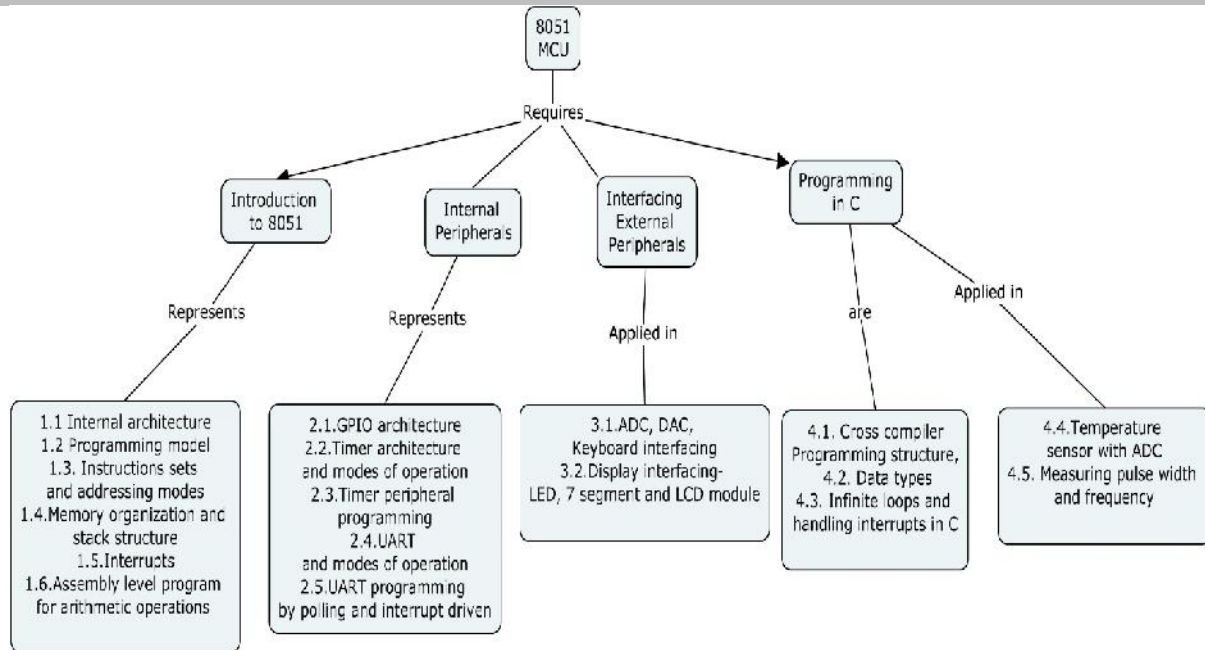 8051
MCU
Requires
Introduction
to 8051
Internal
Peripherals
Interfacing
External
Peripherals
Programming
in C
Represents
Represents
Applied in
are
Applied in
1.1 Internal architecture
1.2 Programming model
1.3. Instructions sets
and addressing modes
1.4.Memory organization and
stack structure
1.5.Interrupts
1.6.Assembly level program
for arithmetic operations
2.1.GPIO architecture
2.2.Timer architecture
and modes of operation
2.3.Timer peripheral
programming
2.4.UART
and modes of operation
2.5.UART programming
by polling and interrupt driven
3.1.ADC, DAC,
Keyboard interfacing
3.2.Display interfacing-
LED, 7 segment and LCD module
4.1. Cross compiler
Programming structure,
4.2. Data types
4.3. Infinite loops and
handling interrupts in C
4.4.Temperature
sensor with ADC
4.5. Measuring pulse width
and frequency